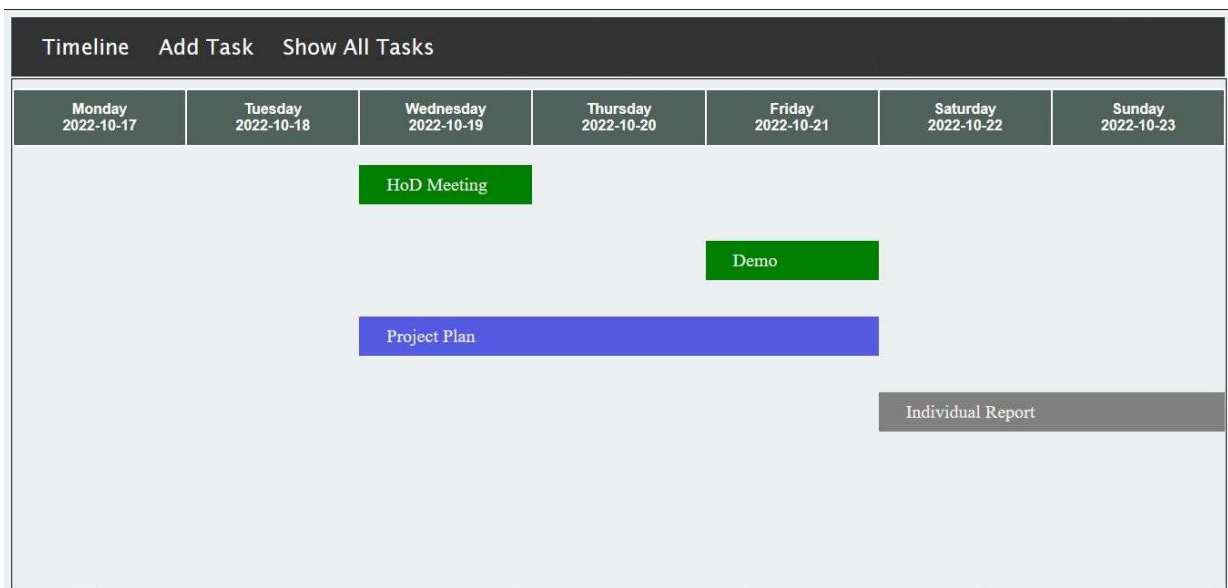 Timeline Add Task Show All Tasks
Monday Tuesday Wednesday Thursday Friday Saturday Sunday
2022-10-17 2022-10-18 2022-10-19 2022-10-20 2022-10-21 2022-10-22 2022-10-23
HoD Meeting
Demo
Project Plan
Individual Report